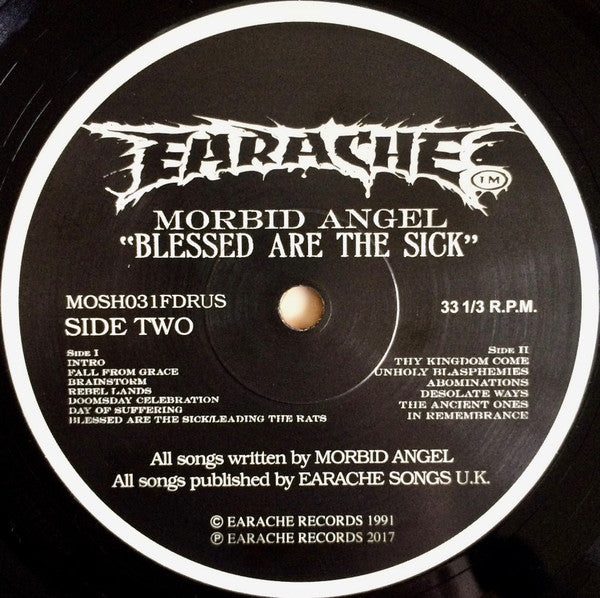 EARACHE
TM
MORBID ANGEL
“BLESSED ARE THE SICK”
MOSH031FDRUS
SIDE TWO
33 1/3 R.P.M.
SIDE I
INTRO
FALL FROM GRACE
BRAINSTORM
REBEL LANDS
DOOMSDAY CELEBRATION
DAY OF SUFFERING
BLESSED ARE THE SICK/LEADING THE RATS
SIDE II
THY KINGDOM COME
UNHOLY BLASPHEMIES
ABOMINATIONS
DESOLATE WAYS
THE ANCIENT ONES
IN REMEMBRANCE
All songs written by MORBID ANGEL
All songs published by EARACHE SONGS U.K.
© EARACHE RECORDS 1991
℗ EARACHE RECORDS 2017